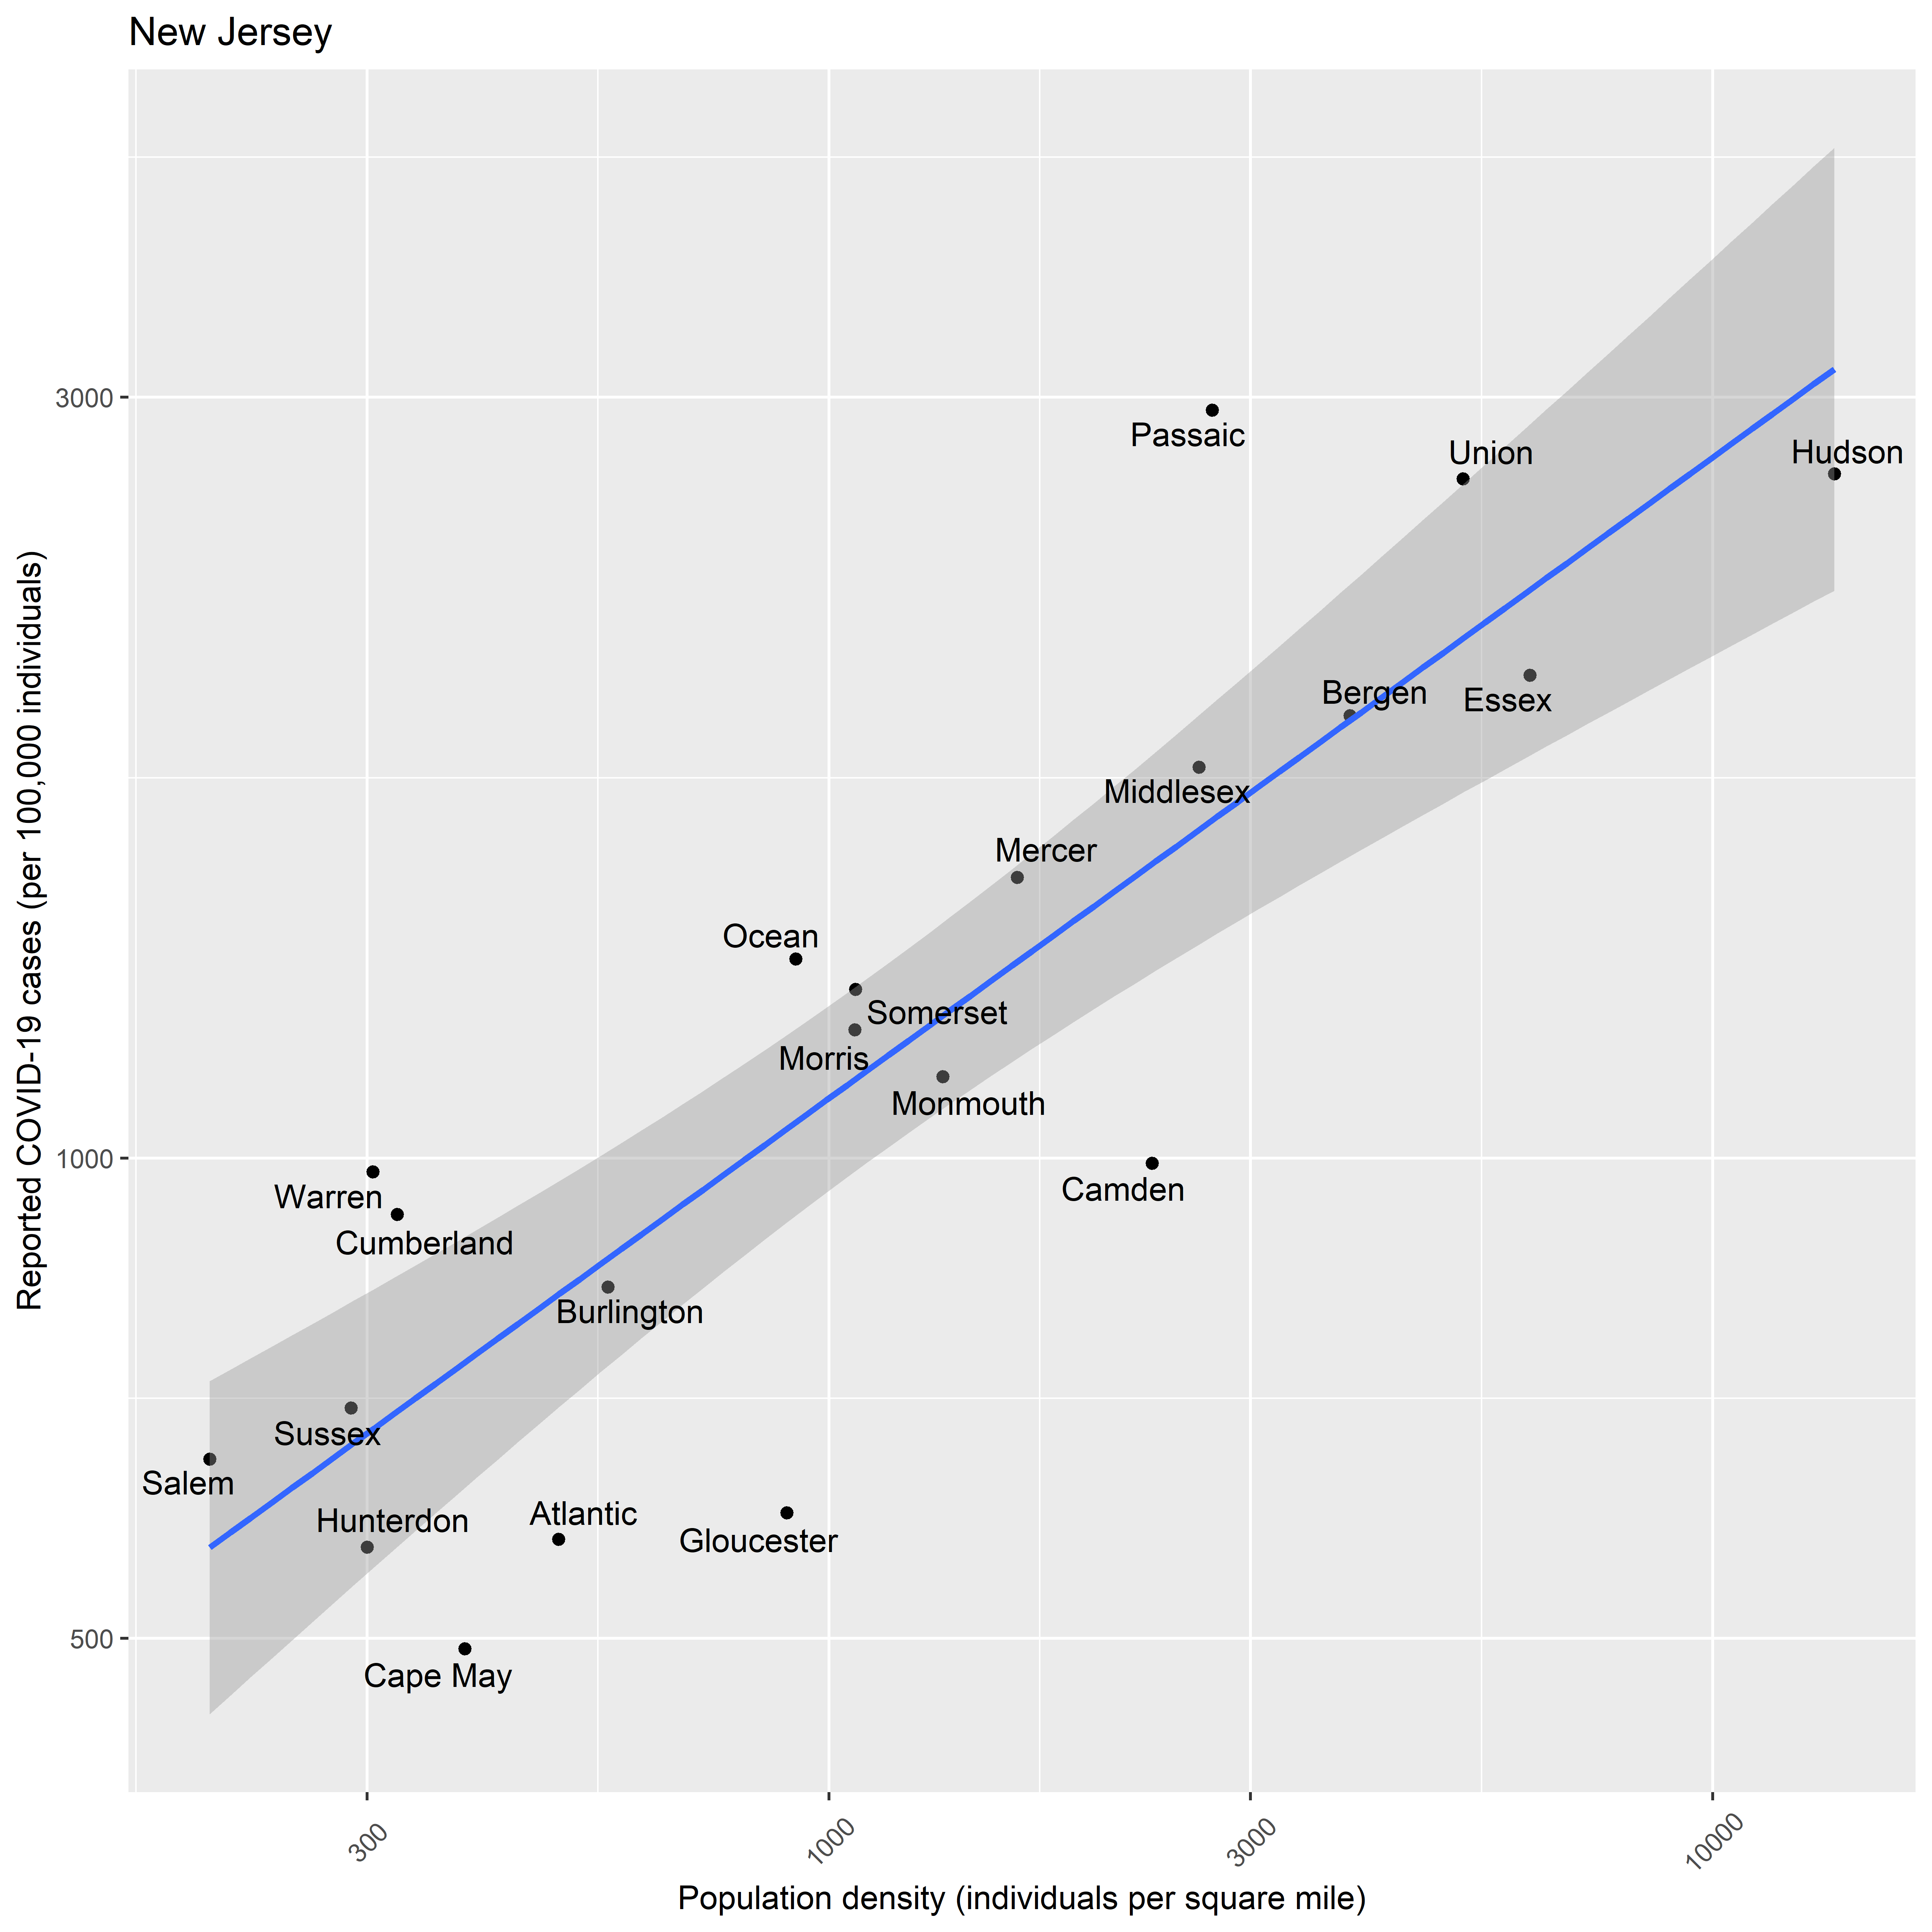 New Jersey
Reported COVID-19 cases (per 100,000 individuals)
3000
1000
500
Passaic
Union
Hudson
Bergen
Essex
Middlesex
Mercer
Ocean
Somerset
Morris
Monmouth
Camden
Warren
Cumberland
Burlington
Sussex
Salem
Hunterdon
Atlantic
Gloucester
Cape May
300
1000
3000
10000
Population density (individuals per square mile)